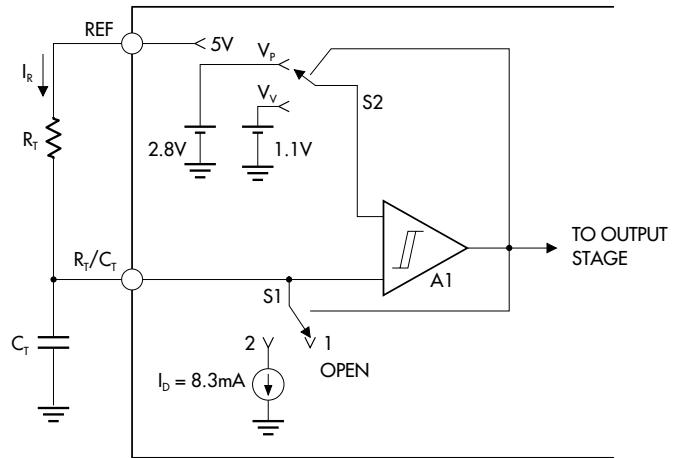 REF
5V
V_P
I_R
V_V
S2
R_T
2.8V
1.1V
TO OUTPUT
STAGE
R_T/C_T
A1
S1
2
1
C_T
OPEN
I_D = 8.3mA